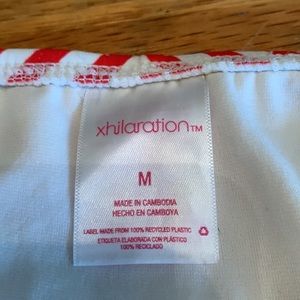 xhilaration™
M
MADE IN CAMBODIA
HECHO EN CAMBOYA
LABEL MADE FROM 100% RECYCLED PLASTIC
ETIQUETA ELABORADA CON PLÁSTICO
100% RECICLADO